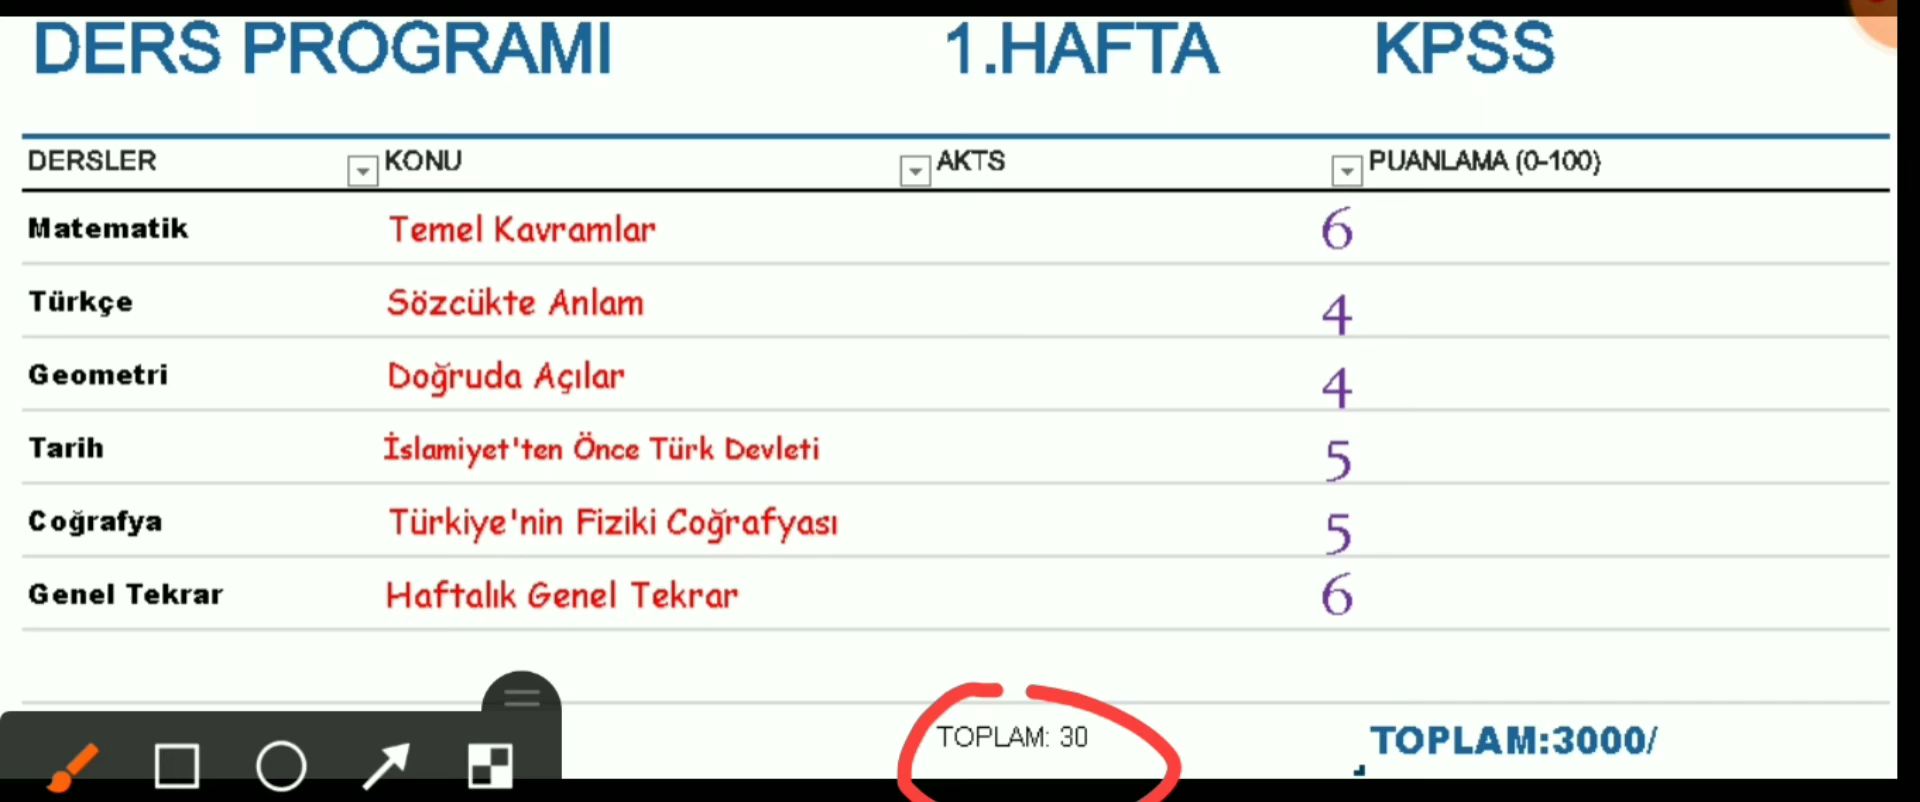 DERS PROGRAMI 1.HAFTA KPSS
DERSLER KONU AKTS PUANLAMA (0-100)
Matematik Temel Kavramlar 6
Türkçe Sözcükte Anlam 4
Geometri Doğruda Açılar 4
Tarih İslamiyet'ten Önce Türk Devleti 5
Coğrafya Türkiye'nin Fiziki Coğrafyası 5
Genel Tekrar Haftalık Genel Tekrar 6
TOPLAM: 30 TOPLAM:3000/